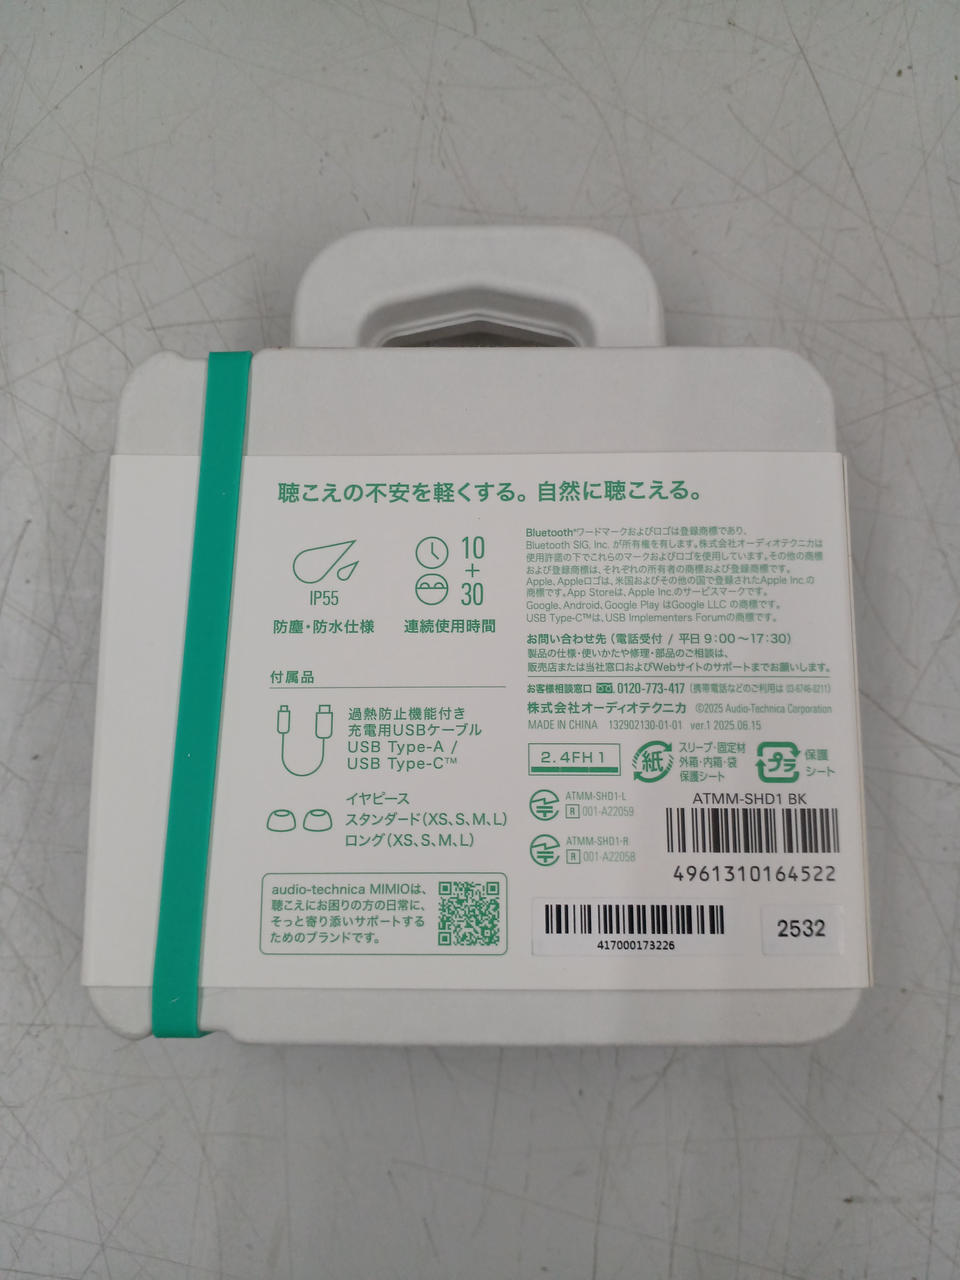 聴こえの不安を軽くする。自然に聴こえる。
IP55
防塵・防水仕様
10
+
30
連続使用時間
付属品
過熱防止機能付き
充電用USBケーブル
USB Type-A /
USB Type-C™
イヤピース
スタンダード(XS、S、M、L)
ロング(XS、S、M、L)
audio-technica MIMIOは、
聴こえにお困りの方の日常に、
そっと寄り添いサポートする
ためのブランドです。
Bluetooth®ワードマークおよびロゴは登録商標であり、
Bluetooth SIG, Inc. が所有権を有します。株式会社オーディオテクニカは
使用許諾の下でこれらのマークおよびロゴを使用しています。その他の商標
および登録商標は、それぞれの所有者の商標および登録商標です。
Apple、Appleロゴは、米国およびその他の国で登録されたApple Inc.の
商標です。App Storeは、Apple Inc.のサービスマークです。
Google、Android、Google Play はGoogle LLC の商標です。
USB Type-C™は、USB Implementers Forumの商標です。
お問い合わせ先(電話受付 / 平日 9:00〜17:30)
製品の仕様・使いかたや修理・部品のご相談は、
販売店または当社窓口およびWebサイトのサポートまでお願いします。
お客様相談窓口 0120-773-417 (携帯電話などのご利用は 03-6746-0211)
株式会社オーディオテクニカ ©2025 Audio-Technica Corporation
MADE IN CHINA 132902130-01-01 ver.1 2025.06.15
2.4FH1
紙
スリーブ・固定材
外箱・内箱・袋
保護シート
プラ
保護
シート
ATMM-SHD1-L
R 001-A22059
ATMM-SHD1-R
R 001-A22058
ATMM-SHD1 BK
4961310164522
417000173226
2532